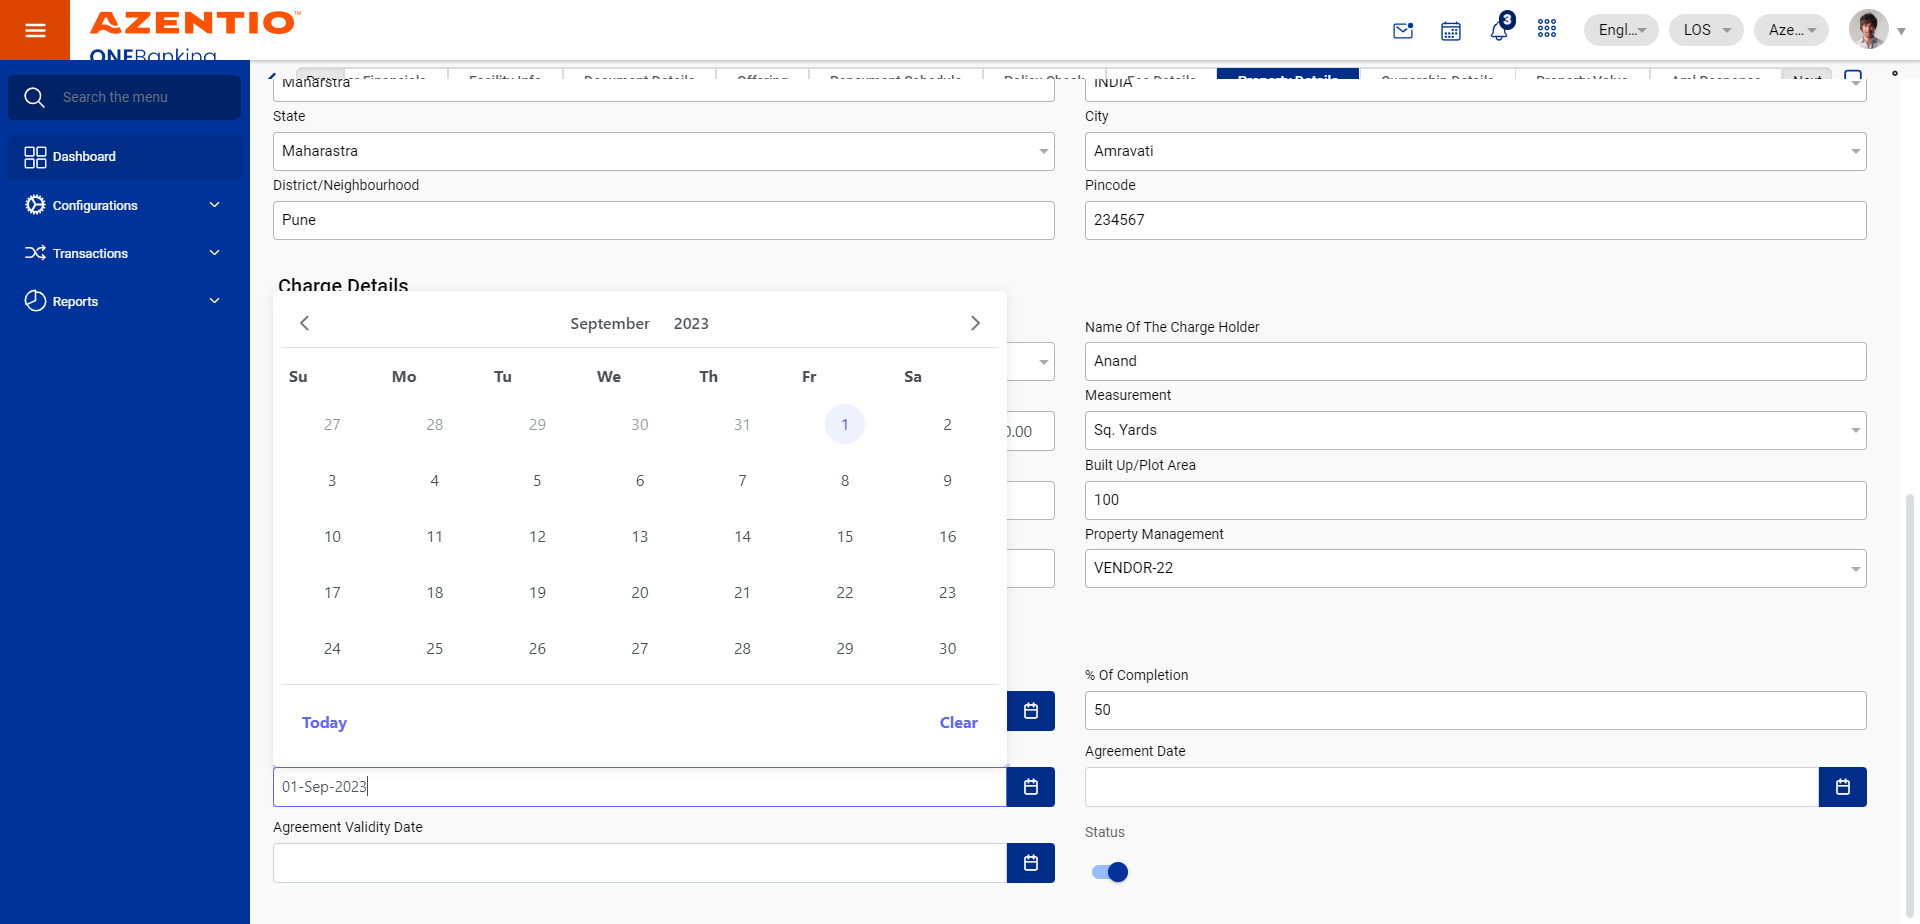 AZENTIO™
ONEBanking
3
Engl...
LOS
Aze...
Search the menu
Dashboard
Configurations
Transactions
Reports
Financials
Facility Info
Document Details
Offering
Repayment Schedule
Policy Check
Fee Details
Property Details
Ownership Details
Property Value
Aml Response
Next
Maharstra
INDIA
State
City
Maharastra
Amravati
District/Neighbourhood
Pincode
Pune
234567
Charge Details
September 2023
Su Mo Tu We Th Fr Sa
27 28 29 30 31 1 2
3 4 5 6 7 8 9
10 11 12 13 14 15 16
17 18 19 20 21 22 23
24 25 26 27 28 29 30
Today
Clear
Name Of The Charge Holder
Anand
Measurement
0.00
Sq. Yards
Built Up/Plot Area
100
Property Management
VENDOR-22
% Of Completion
50
Agreement Date
01-Sep-2023
Agreement Validity Date
Status